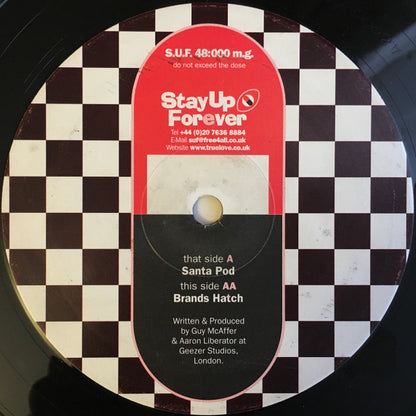 S.U.F. 48:000 m.g.
do not exceed the dose
Stay Up
Forever
Tel +44 (0)20 7636 8884
E-Mail suf@free4all.co.uk
Website www.truelove.co.uk
that side A
Santa Pod
this side AA
Brands Hatch
Written & Produced
by Guy McAffer
& Aaron Liberator at
Geezer Studios,
London.